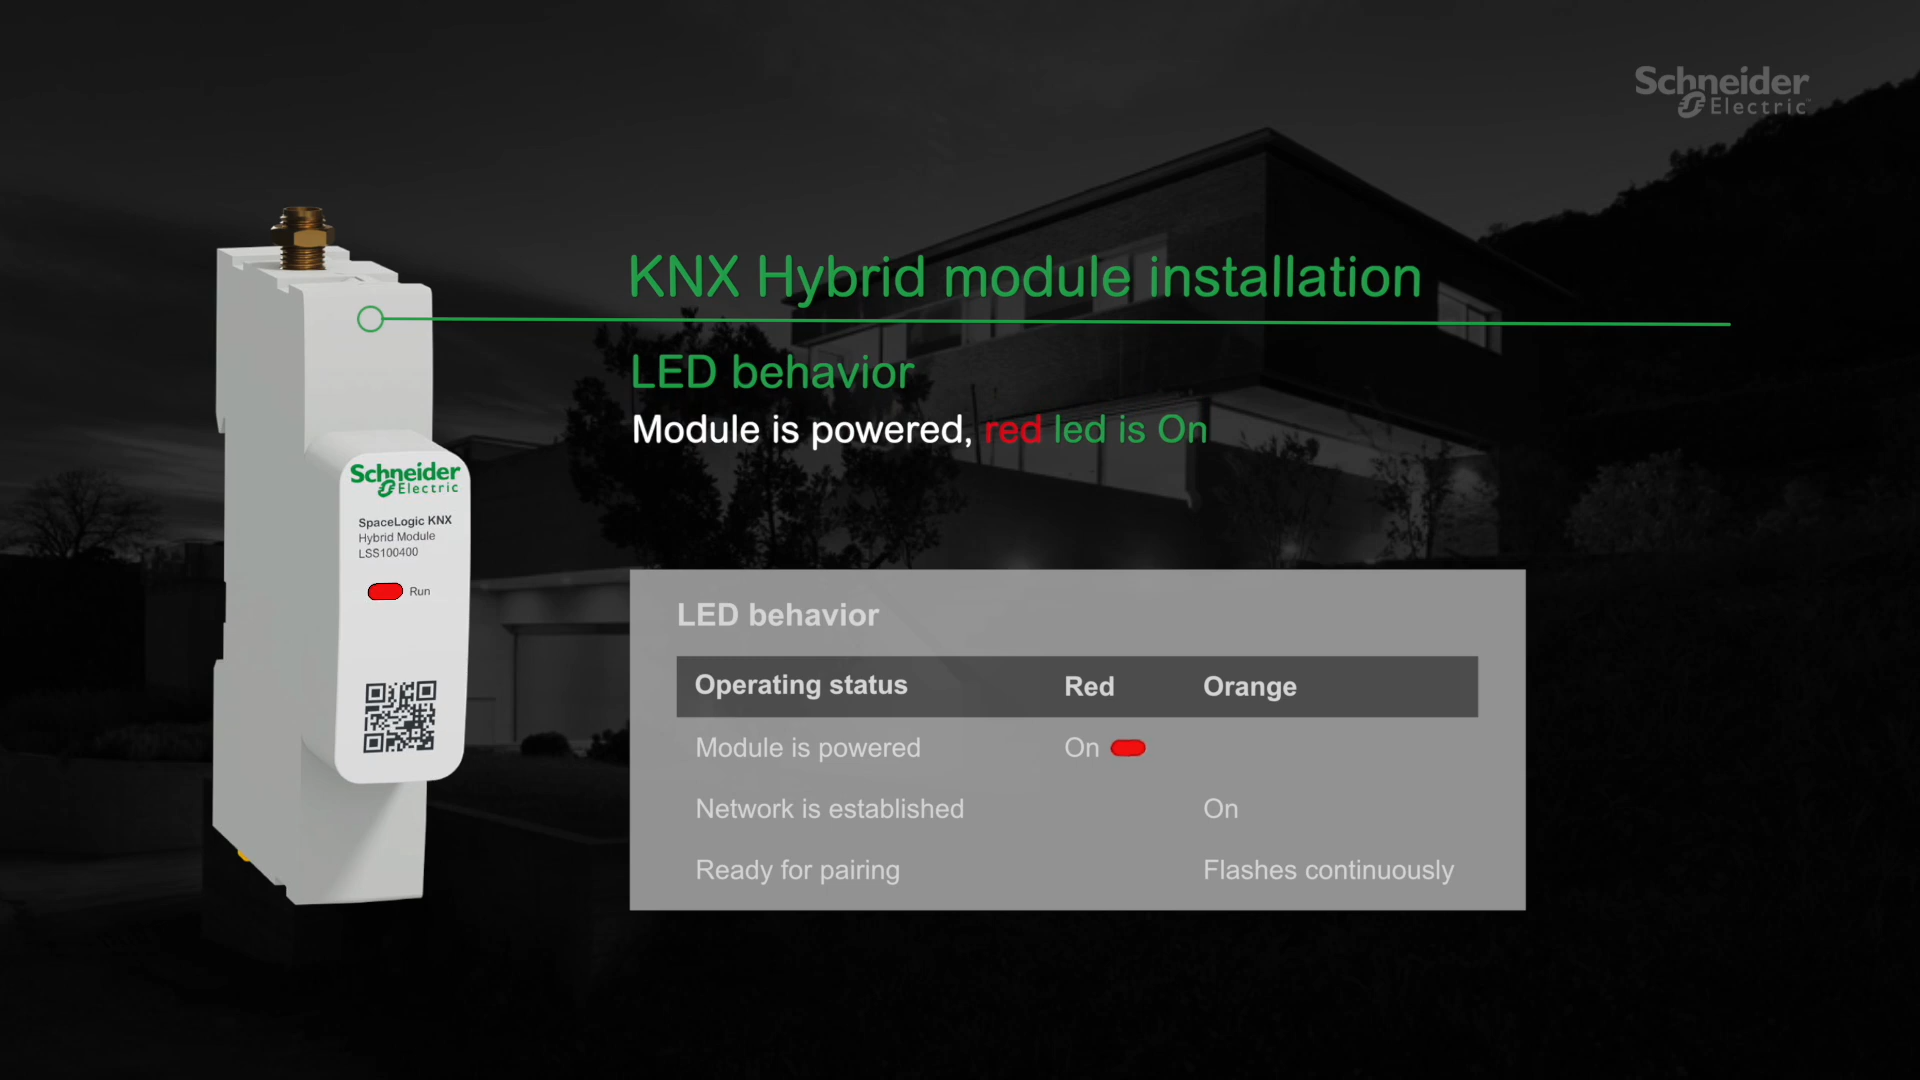 Schneider
Electric
KNX Hybrid module installation
LED behavior
Module is powered, red led is On
Schneider
Electric
SpaceLogic KNX
Hybrid Module
LSS100400
Run
LED behavior
Operating status Red Orange
Module is powered On
Network is established On
Ready for pairing Flashes continuously